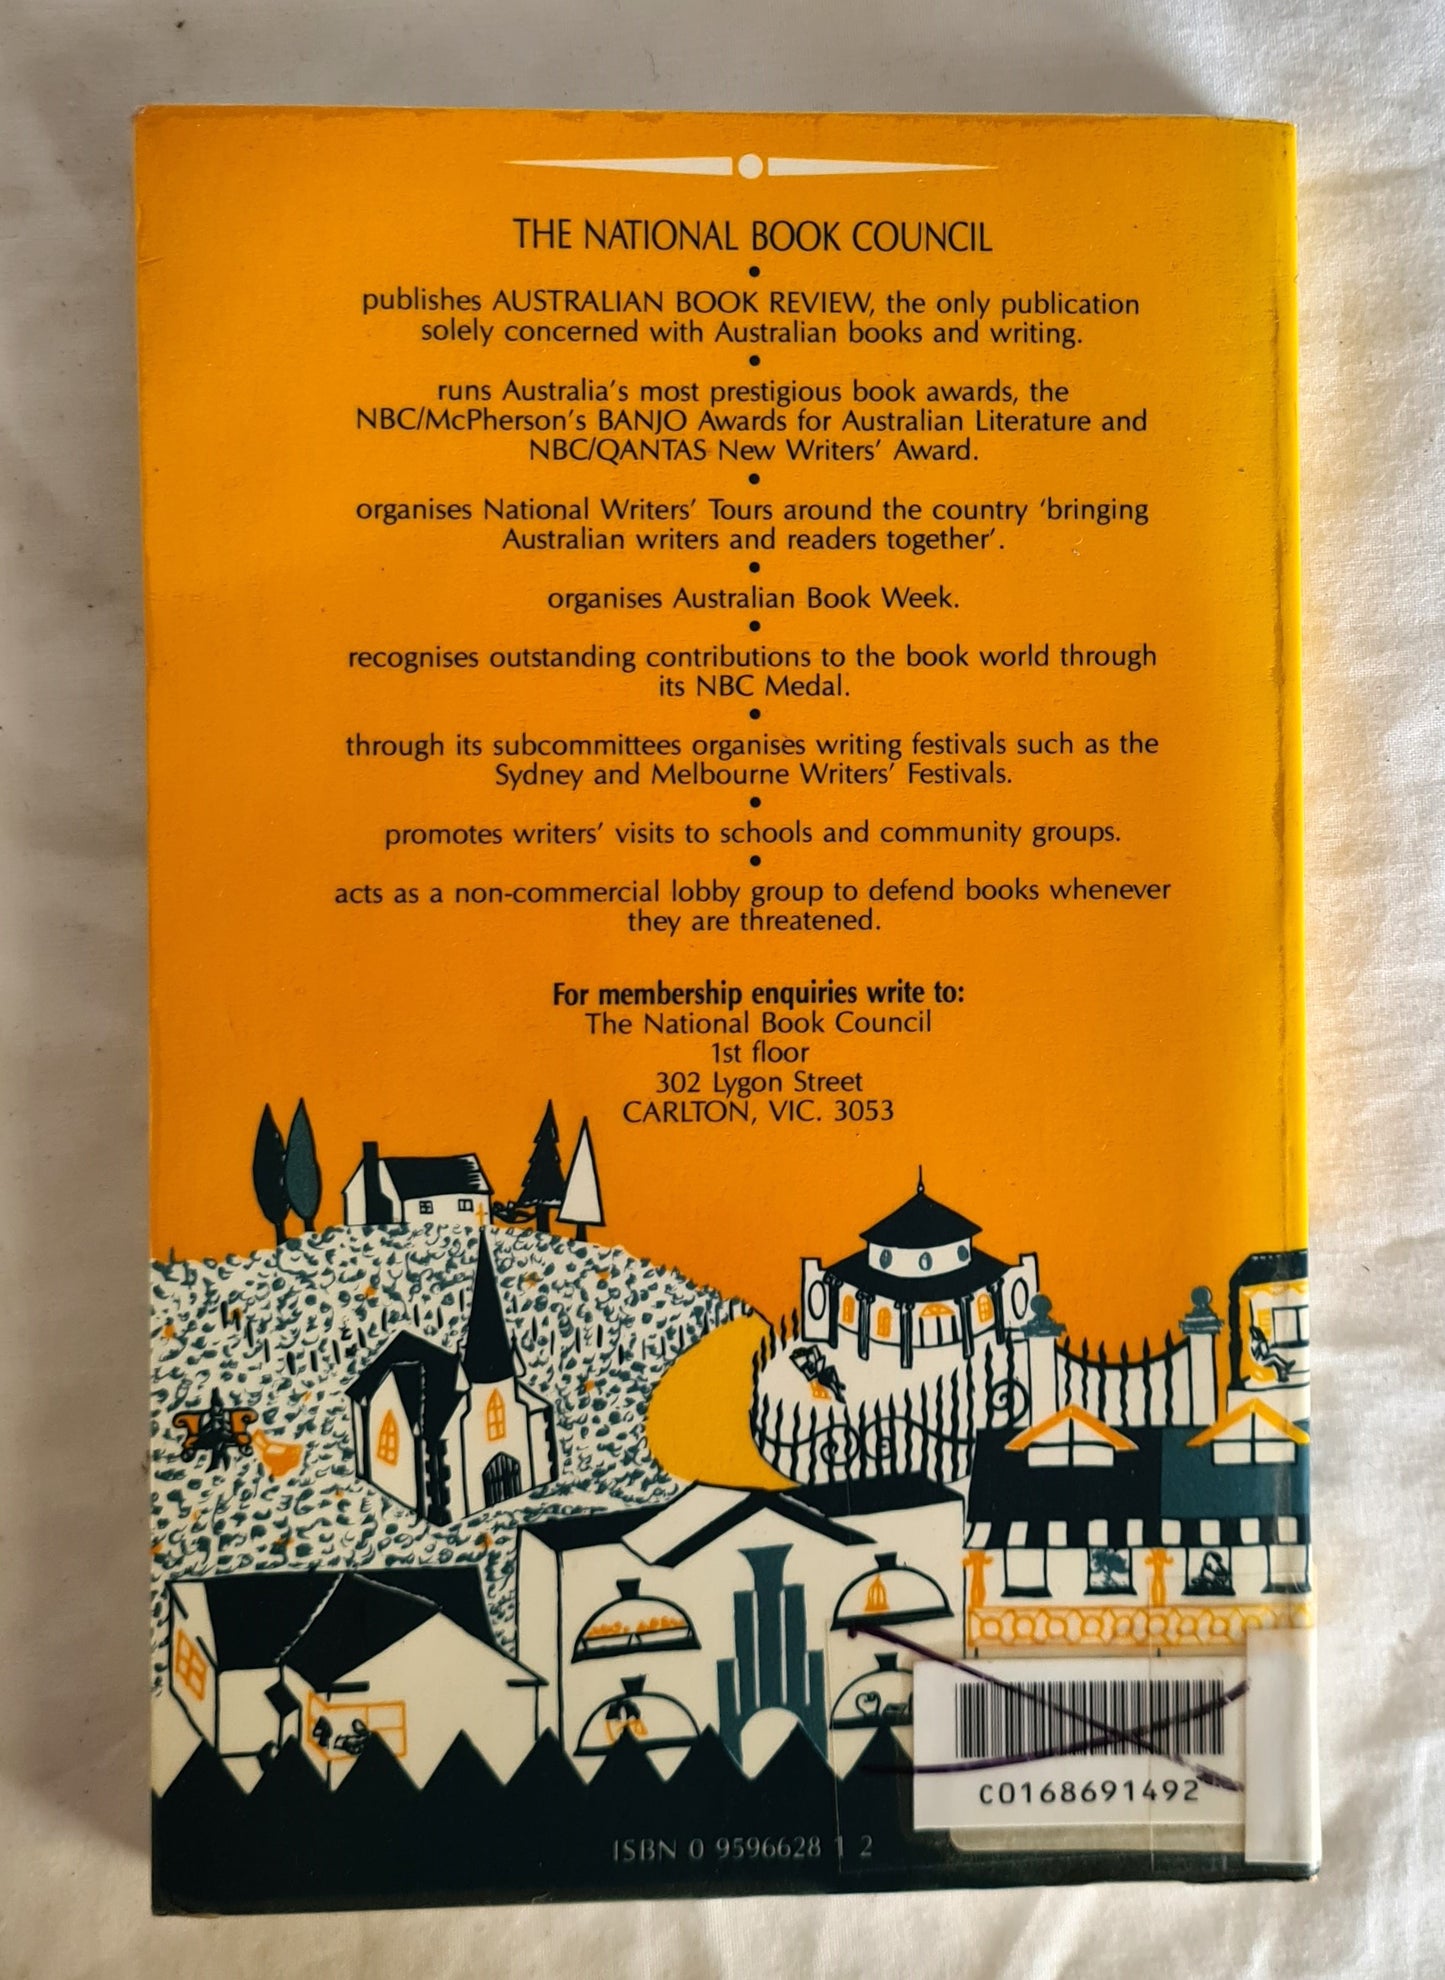 THE NATIONAL BOOK COUNCIL
•
publishes AUSTRALIAN BOOK REVIEW, the only publication
solely concerned with Australian books and writing.
•
runs Australia's most prestigious book awards, the
NBC/McPherson's BANJO Awards for Australian Literature and
NBC/QANTAS New Writers' Award.
•
organises National Writers' Tours around the country 'bringing
Australian writers and readers together'.
•
organises Australian Book Week.
•
recognises outstanding contributions to the book world through
its NBC Medal.
•
through its subcommittees organises writing festivals such as the
Sydney and Melbourne Writers' Festivals.
•
promotes writers' visits to schools and community groups.
•
acts as a non-commercial lobby group to defend books whenever
they are threatened.
For membership enquiries write to:
The National Book Council
1st floor
302 Lygon Street
CARLTON, VIC. 3053
C0168691492
ISBN 0 9596628 1 2